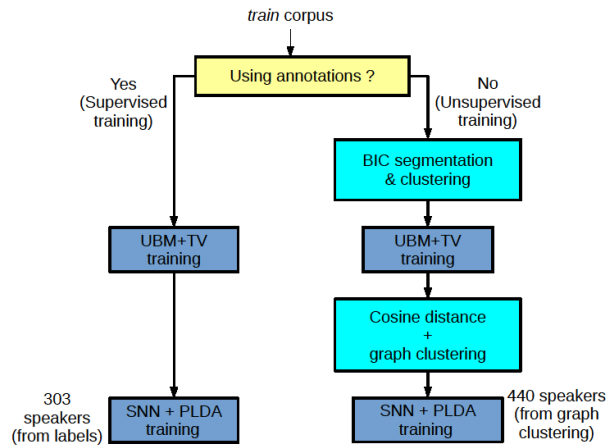 train corpus
Using annotations ?
Yes
(Supervised
training)
No
(Unsupervised
training)
BIC segmentation
& clustering
UBM+TV
training
UBM+TV
training
Cosine distance
+
graph clustering
303
speakers
(from labels)
SNN + PLDA
training
SNN + PLDA
training
440 speakers
(from graph
clustering)